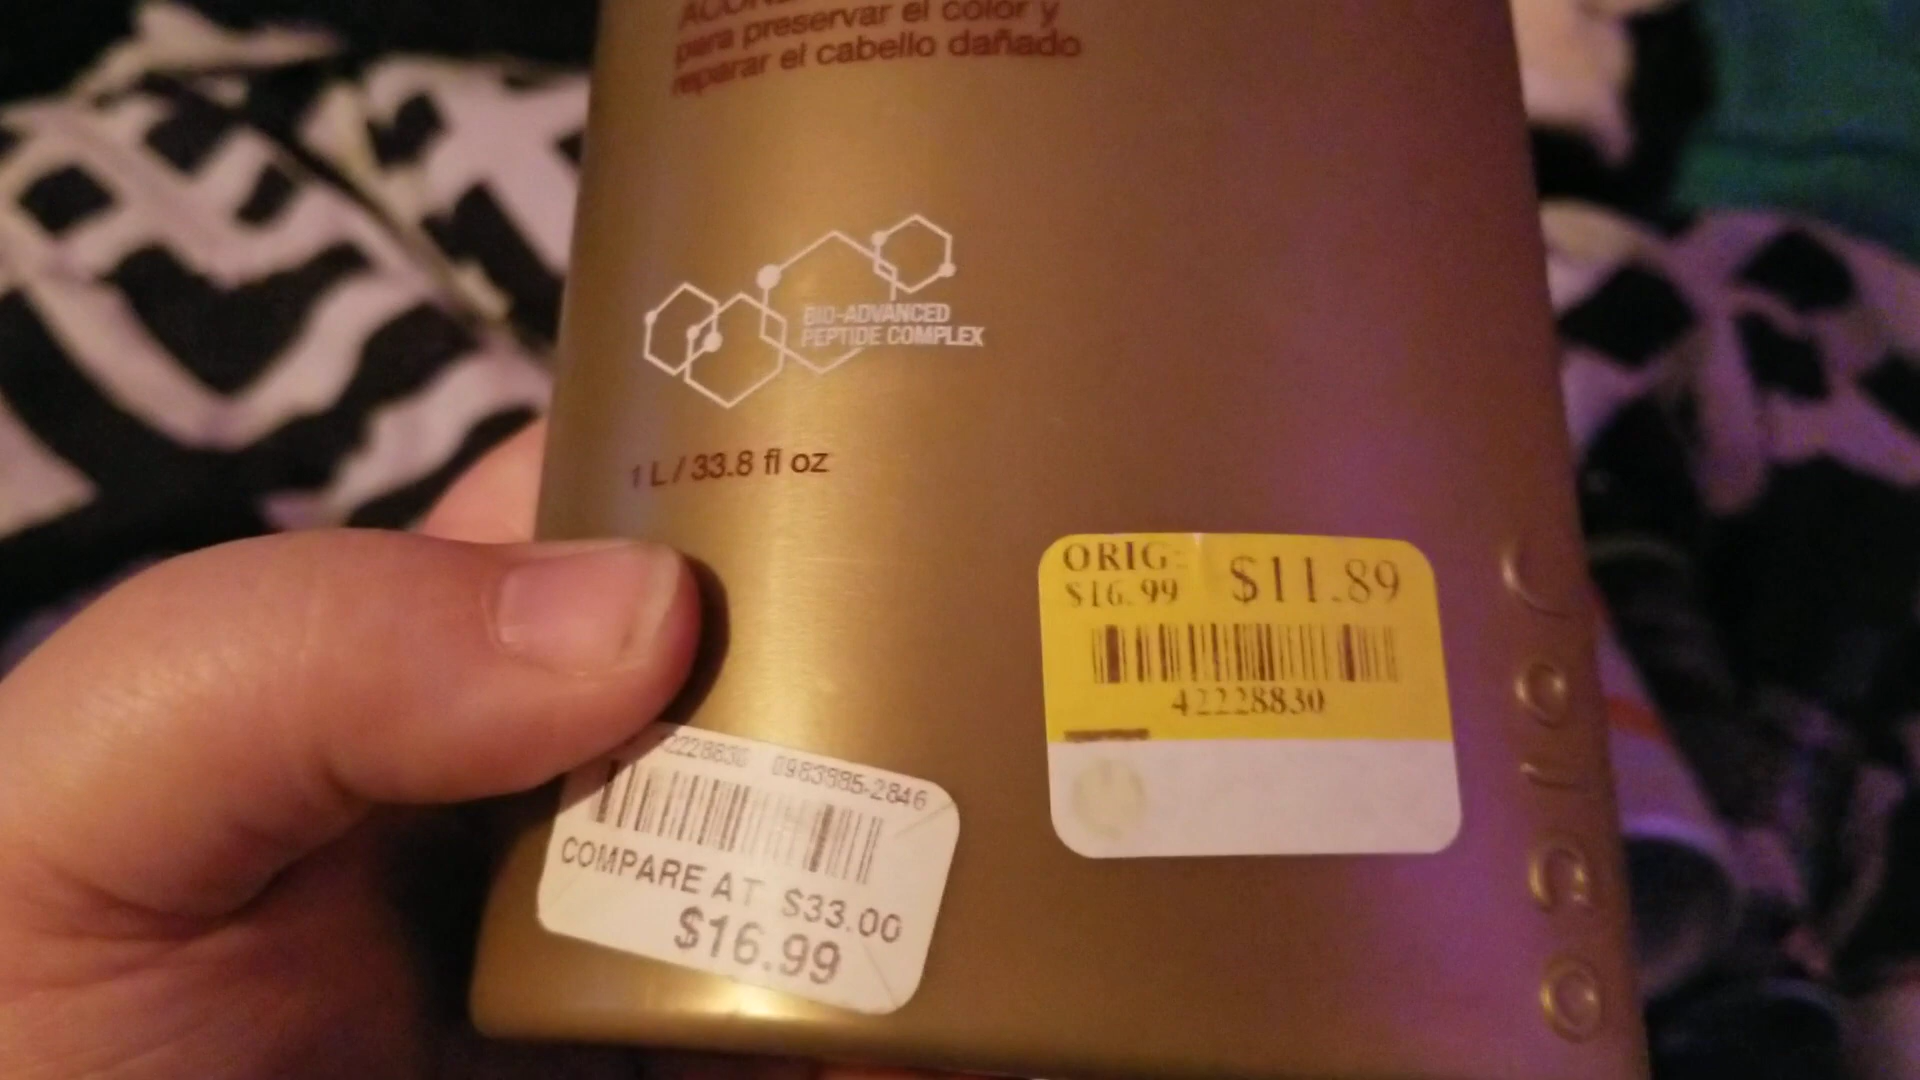 para preservar el color y
reparar el cabello dañado
BIO-ADVANCED
PEPTIDE COMPLEX
1 L / 33.8 fl oz
ORIG:
$16.99 $11.89
42228830
0983985-2846
COMPARE AT $33.00
$16.99
joico